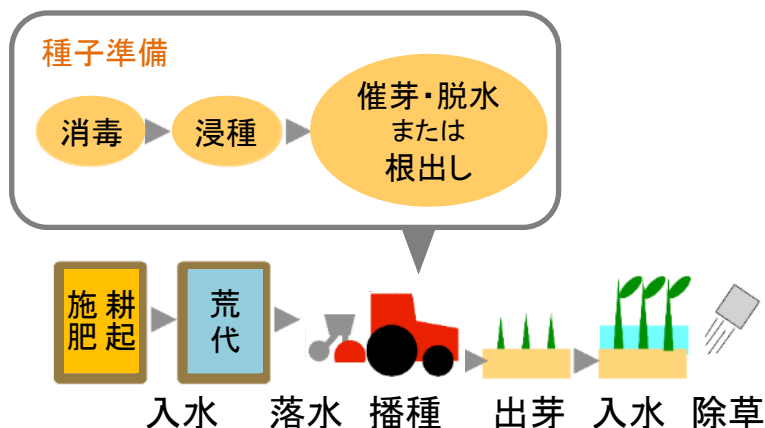 種子準備
消毒
浸種
催芽・脱水
または
根出し
耕起
施肥
荒代
入水
落水
播種
出芽
入水
除草